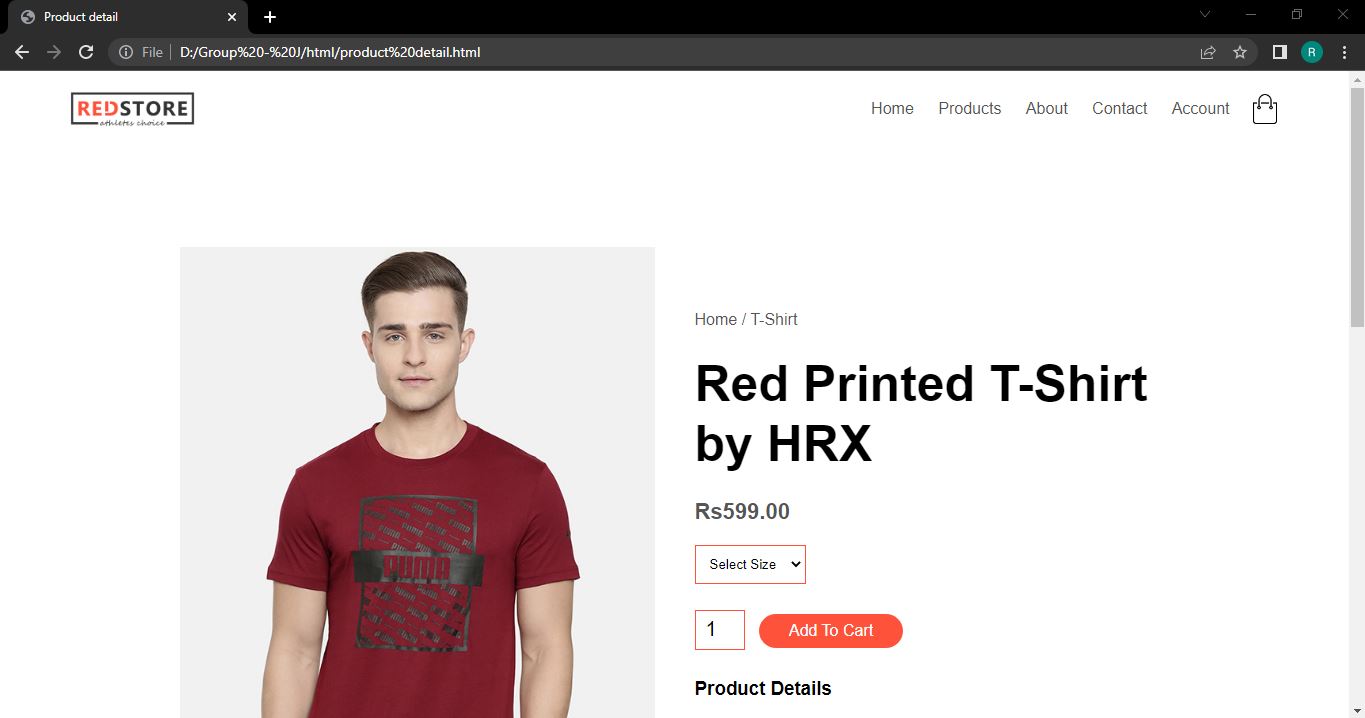 Product detail
File
D:/Group%20-%20J/html/product%20detail.html
R
REDSTORE
athletes choice
Home Products About Contact Account
Home / T-Shirt
Red Printed T-Shirt
by HRX
Rs599.00
Select Size
1
Add To Cart
Product Details
PUMA